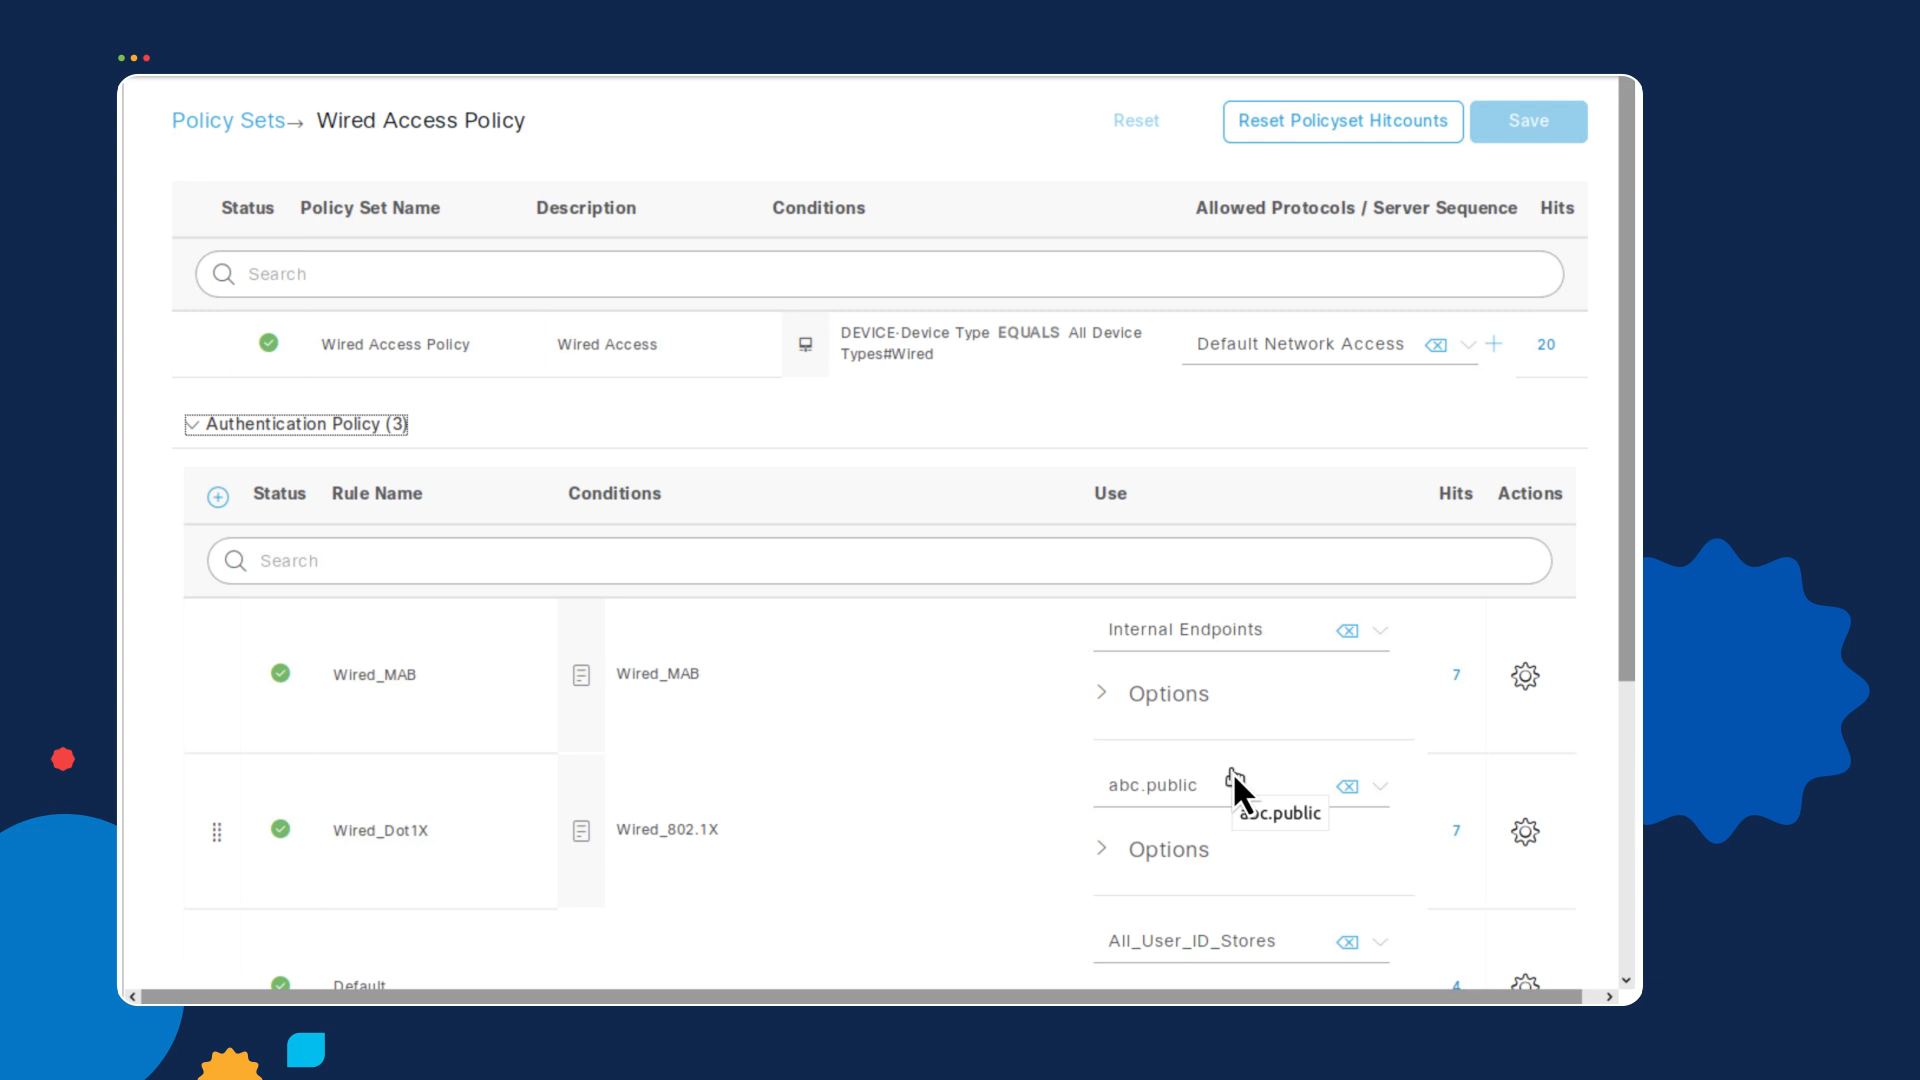 Policy Sets→ Wired Access Policy
Reset
Reset Policyset Hitcounts
Save
Status Policy Set Name Description Conditions Allowed Protocols / Server Sequence Hits
Search
Wired Access Policy Wired Access DEVICE·Device Type EQUALS All Device
Types#Wired
Default Network Access 20
Authentication Policy (3)
Status Rule Name Conditions Use Hits Actions
Search
Internal Endpoints
Wired_MAB Wired_MAB 7
Options
abc.public
abc.public
Wired_Dot1X Wired_802.1X 7
Options
All_User_ID_Stores
Default 4